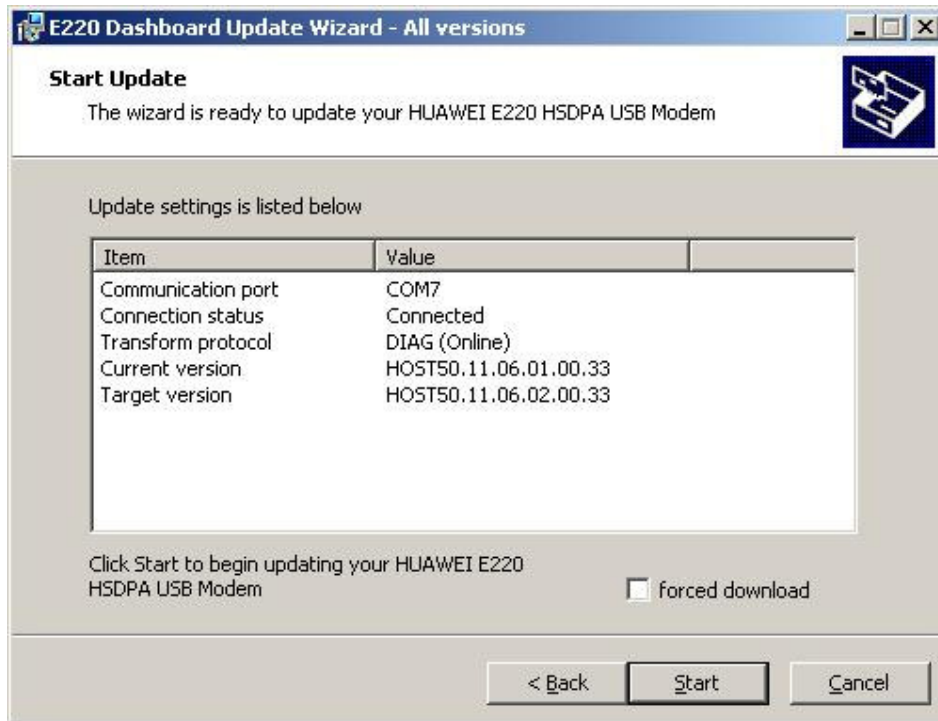 E220 Dashboard Update Wizard - All versions
Start Update
The wizard is ready to update your HUAWEI E220 HSDPA USB Modem
Update settings is listed below
Item Value
Communication port COM7
Connection status Connected
Transform protocol DIAG (Online)
Current version HOST50.11.06.01.00.33
Target version HOST50.11.06.02.00.33
Click Start to begin updating your HUAWEI E220
HSDPA USB Modem
forced download
< Back Start Cancel